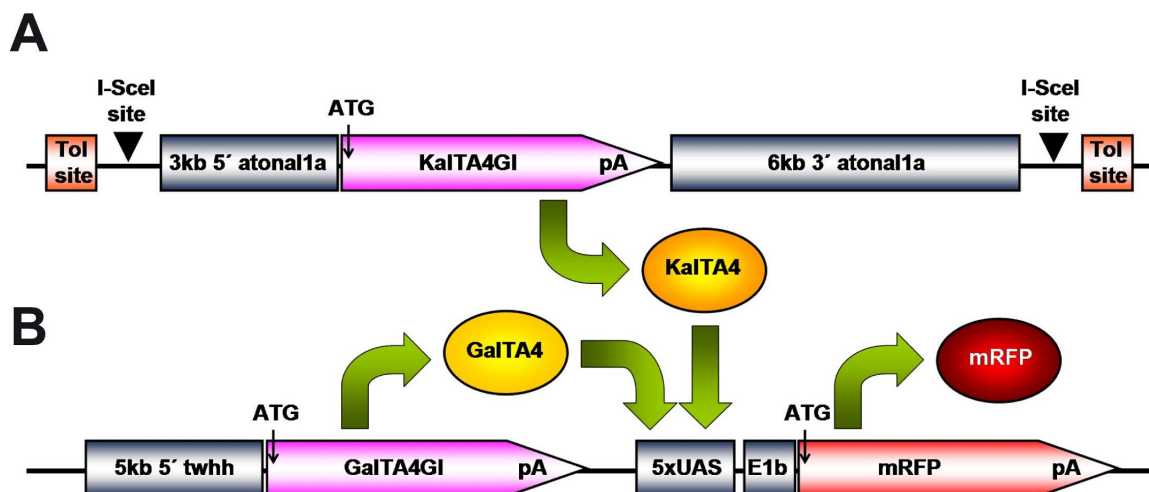 A
I-SceI
site
I-SceI
site
ATG
Tol
site
3kb 5´ atonal1a
KalTA4GI
pA
6kb 3´ atonal1a
Tol
site
KalTA4
B
GalTA4
mRFP
ATG
ATG
5kb 5´ twhh
GalTA4GI
pA
5xUAS
E1b
mRFP
pA